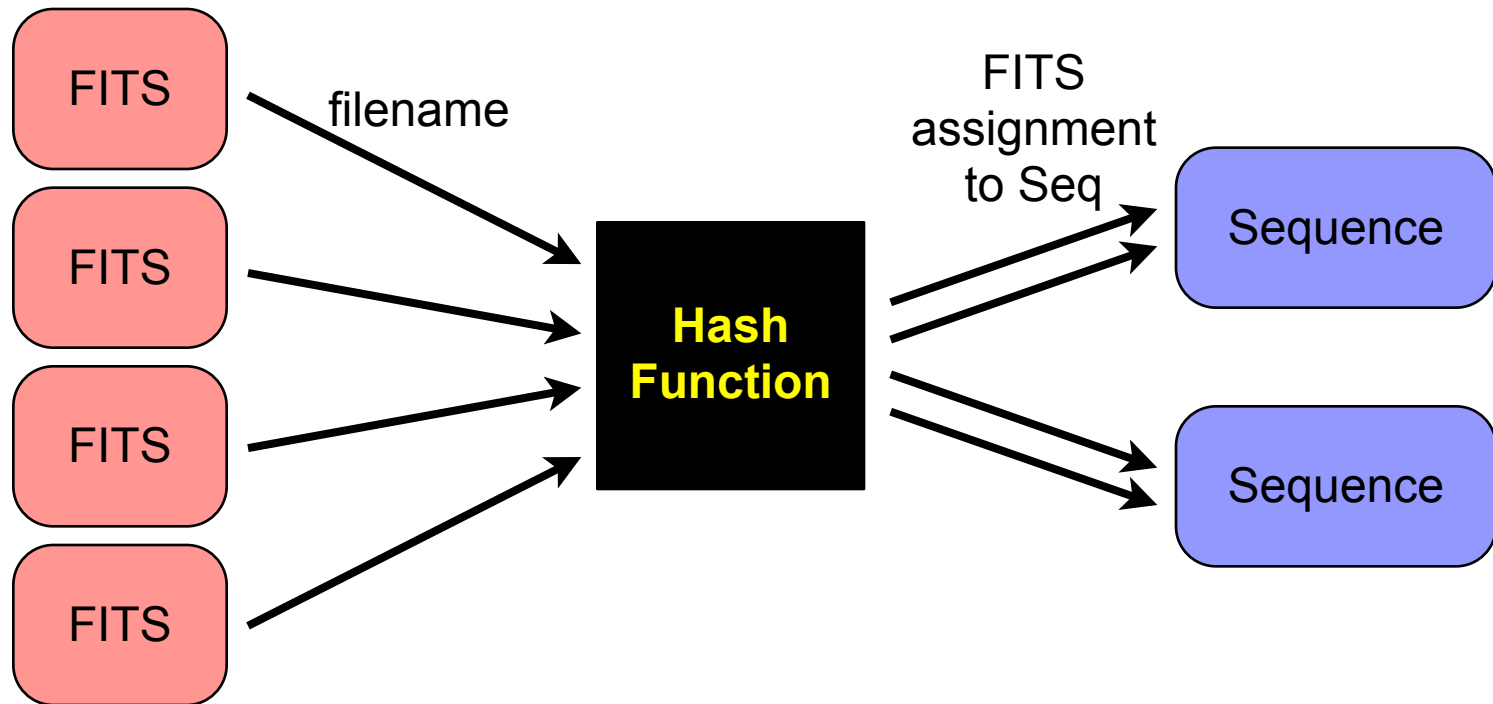 FITS
filename
FITS
FITS
FITS
Hash
Function
FITS
assignment
to Seq
Sequence
Sequence